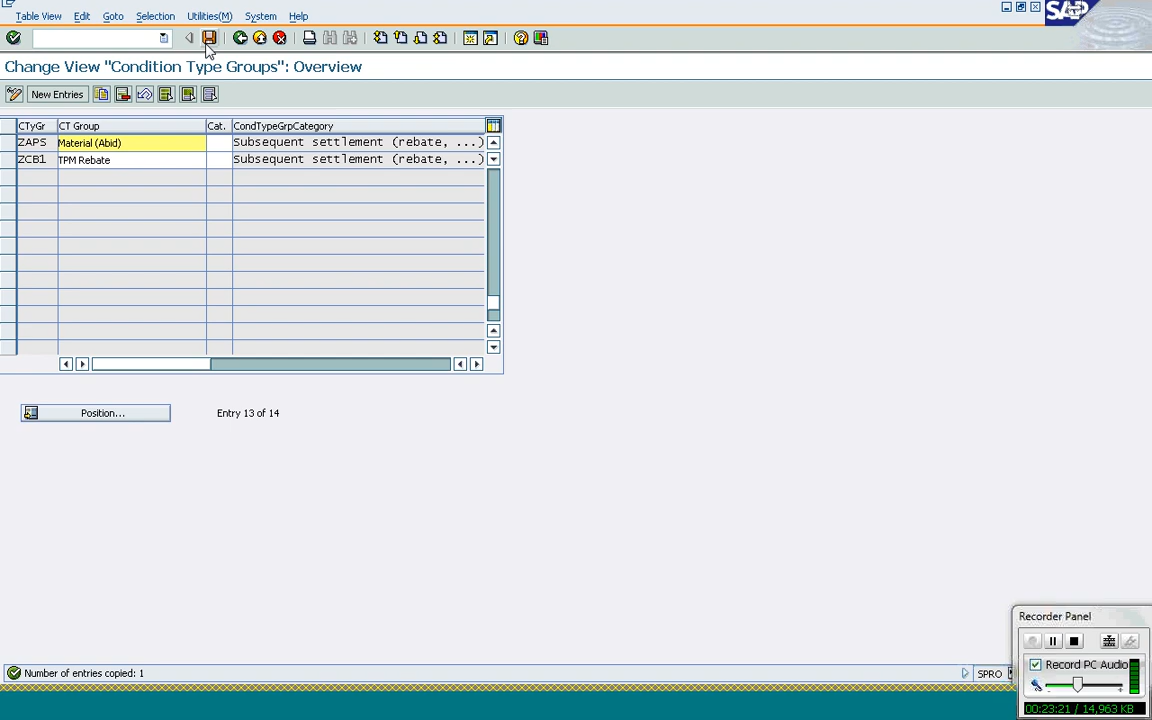 Table View Edit Goto Selection Utilities(M) System Help
SAP
Change View "Condition Type Groups": Overview
New Entries
CTyGr CT Group Cat. CondTypeGrpCategory
ZAPS Material (Abid) Subsequent settlement (rebate, ...)
ZCB1 TPM Rebate Subsequent settlement (rebate, ...)
Position... Entry 13 of 14
Recorder Panel
Record PC Audio
Number of entries copied: 1
SPRO
00:23:21 / 14,963 KB